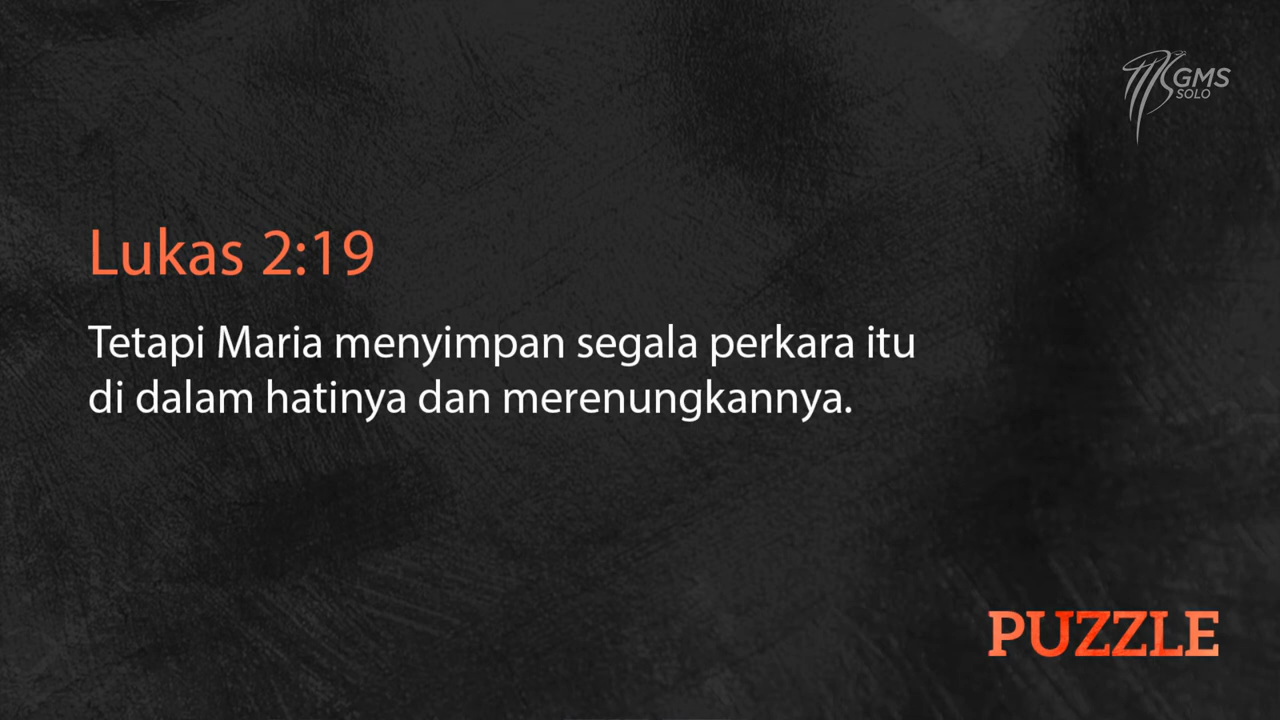 GMS
SOLO
Lukas 2:19
Tetapi Maria menyimpan segala perkara itu
di dalam hatinya dan merenungkannya.
PUZZLE